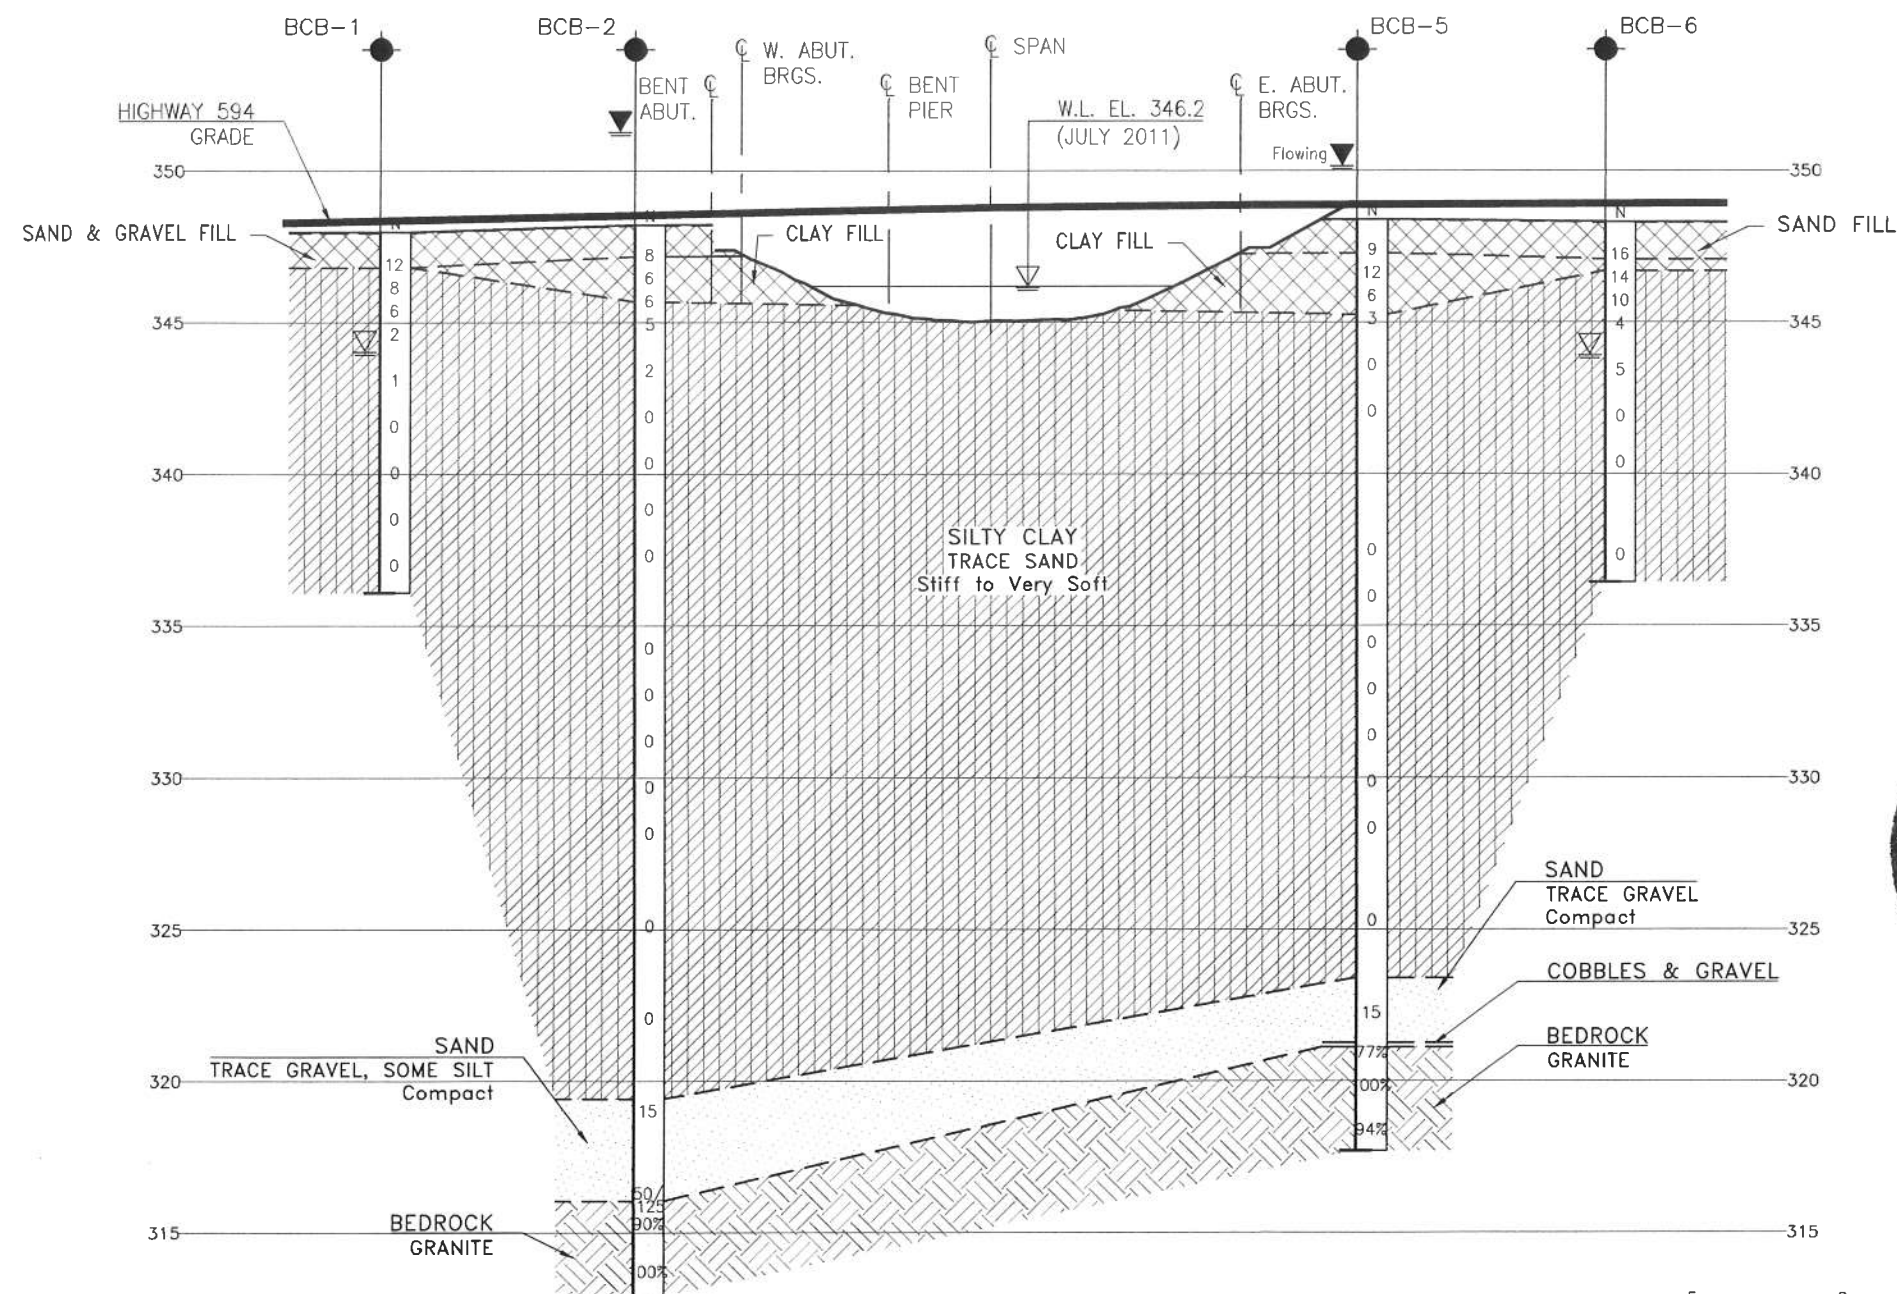 BCB-1
BCB-2
BCB-5
BCB-6
℄ W. ABUT.
BRGS.
℄ SPAN
BENT ℄
ABUT.
℄ BENT
PIER
℄ E. ABUT.
BRGS.
HIGHWAY 594
GRADE
W.L. EL. 346.2
(JULY 2011)
Flowing
350
350
N
N
N
N
SAND & GRAVEL FILL
CLAY FILL
CLAY FILL
SAND FILL
12
8
6
2
1
0
0
0
0
8
6
6
5
2
0
0
0
0
0
0
0
0
0
0
0
15
50/
125
90%
100%
9
12
6
3
0
0
0
0
0
0
0
0
0
0
15
77%
100%
94%
16
14
10
4
5
0
0
0
345
345
340
340
SILTY CLAY
TRACE SAND
Stiff to Very Soft
335
335
330
330
SAND
TRACE GRAVEL
Compact
325
325
COBBLES & GRAVEL
BEDROCK
GRANITE
SAND
TRACE GRAVEL, SOME SILT
Compact
320
320
BEDROCK
GRANITE
315
315